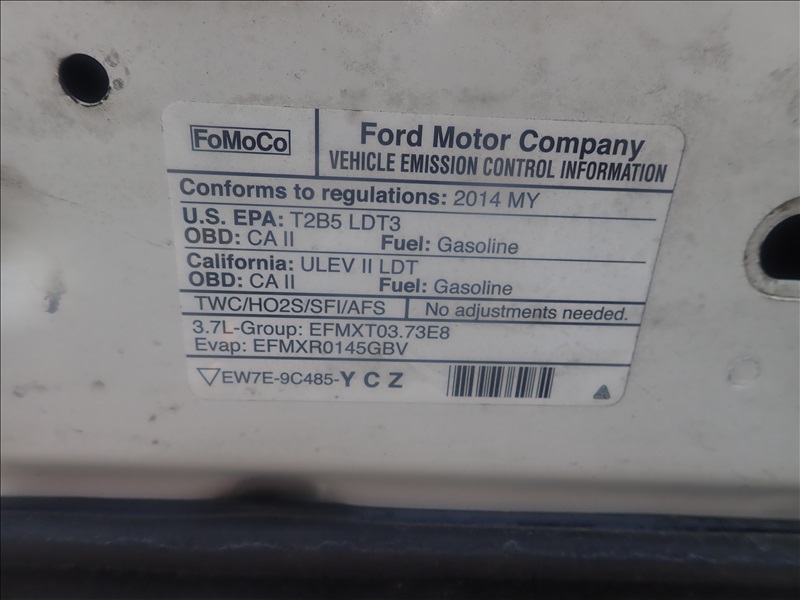 FoMoCo
Ford Motor Company
VEHICLE EMISSION CONTROL INFORMATION
Conforms to regulations: 2014 MY
U.S. EPA: T2B5 LDT3
OBD: CA II Fuel: Gasoline
California: ULEV II LDT
OBD: CA II Fuel: Gasoline
TWC/HO2S/SFI/AFS No adjustments needed.
3.7L-Group: EFMXT03.73E8
Evap: EFMXR0145GBV
EW7E-9C485-Y C Z